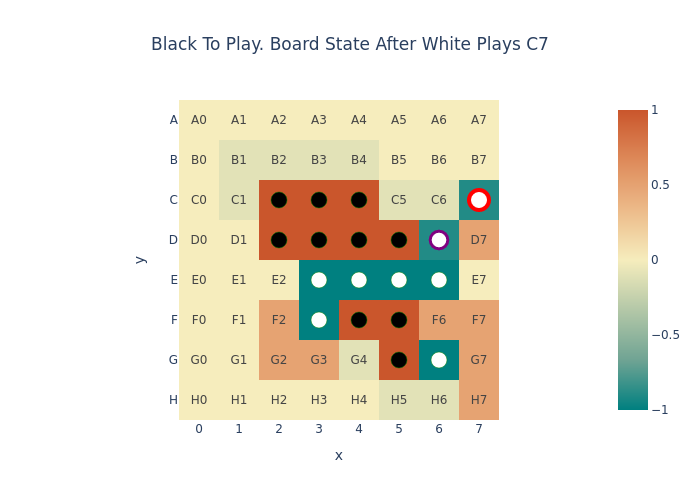 Black To Play. Board State After White Plays C7
A A0 A1 A2 A3 A4 A5 A6 A7
B B0 B1 B2 B3 B4 B5 B6 B7
C C0 C1 C5 C6
D D0 D1 D7
E E0 E1 E2 E7
F F0 F1 F2 F6 F7
G G0 G1 G2 G3 G4 G7
H H0 H1 H2 H3 H4 H5 H6 H7
0 1 2 3 4 5 6 7
x
y
1
0.5
0
−0.5
−1